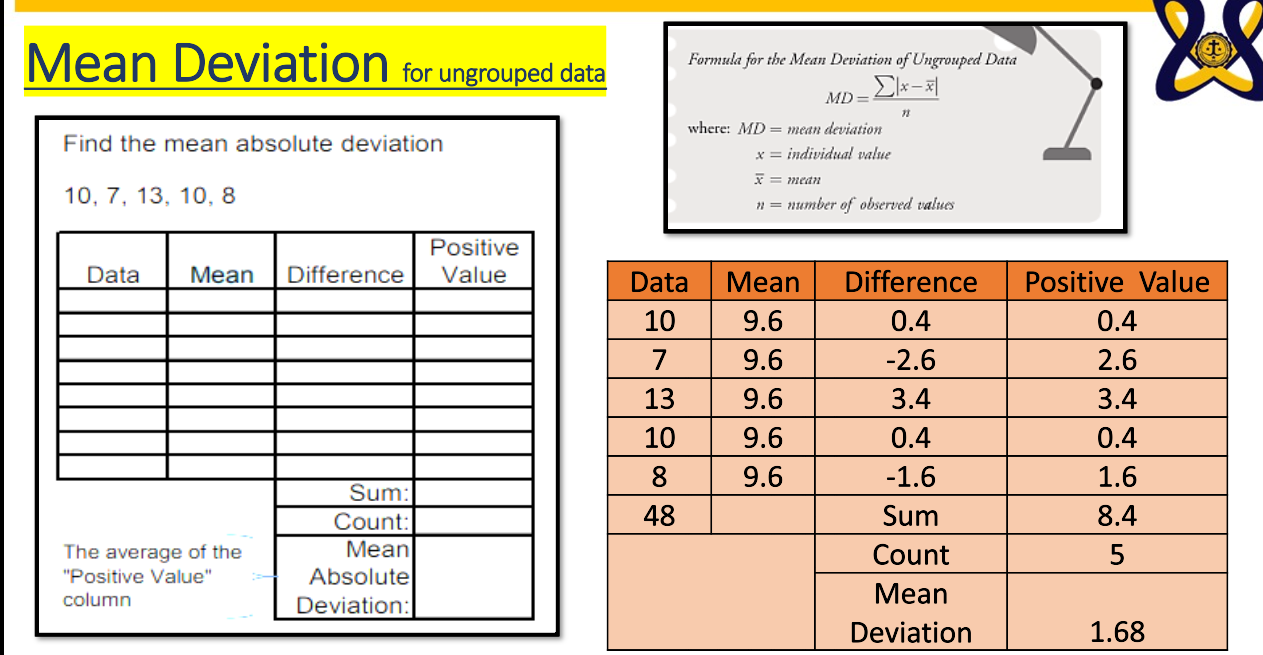 Mean Deviation for ungrouped data
Find the mean absolute deviation
10, 7, 13, 10, 8
Data Mean Difference Positive Value
Sum:
Count:
Mean Absolute Deviation:
The average of the
"Positive Value"
column
Formula for the Mean Deviation of Ungrouped Data
MD = ∑|x − x̅| / n
where: MD = mean deviation
x = individual value
x̅ = mean
n = number of observed values
Data Mean Difference Positive Value
10 9.6 0.4 0.4
7 9.6 -2.6 2.6
13 9.6 3.4 3.4
10 9.6 0.4 0.4
8 9.6 -1.6 1.6
48 Sum 8.4
Count 5
Mean
Deviation 1.68